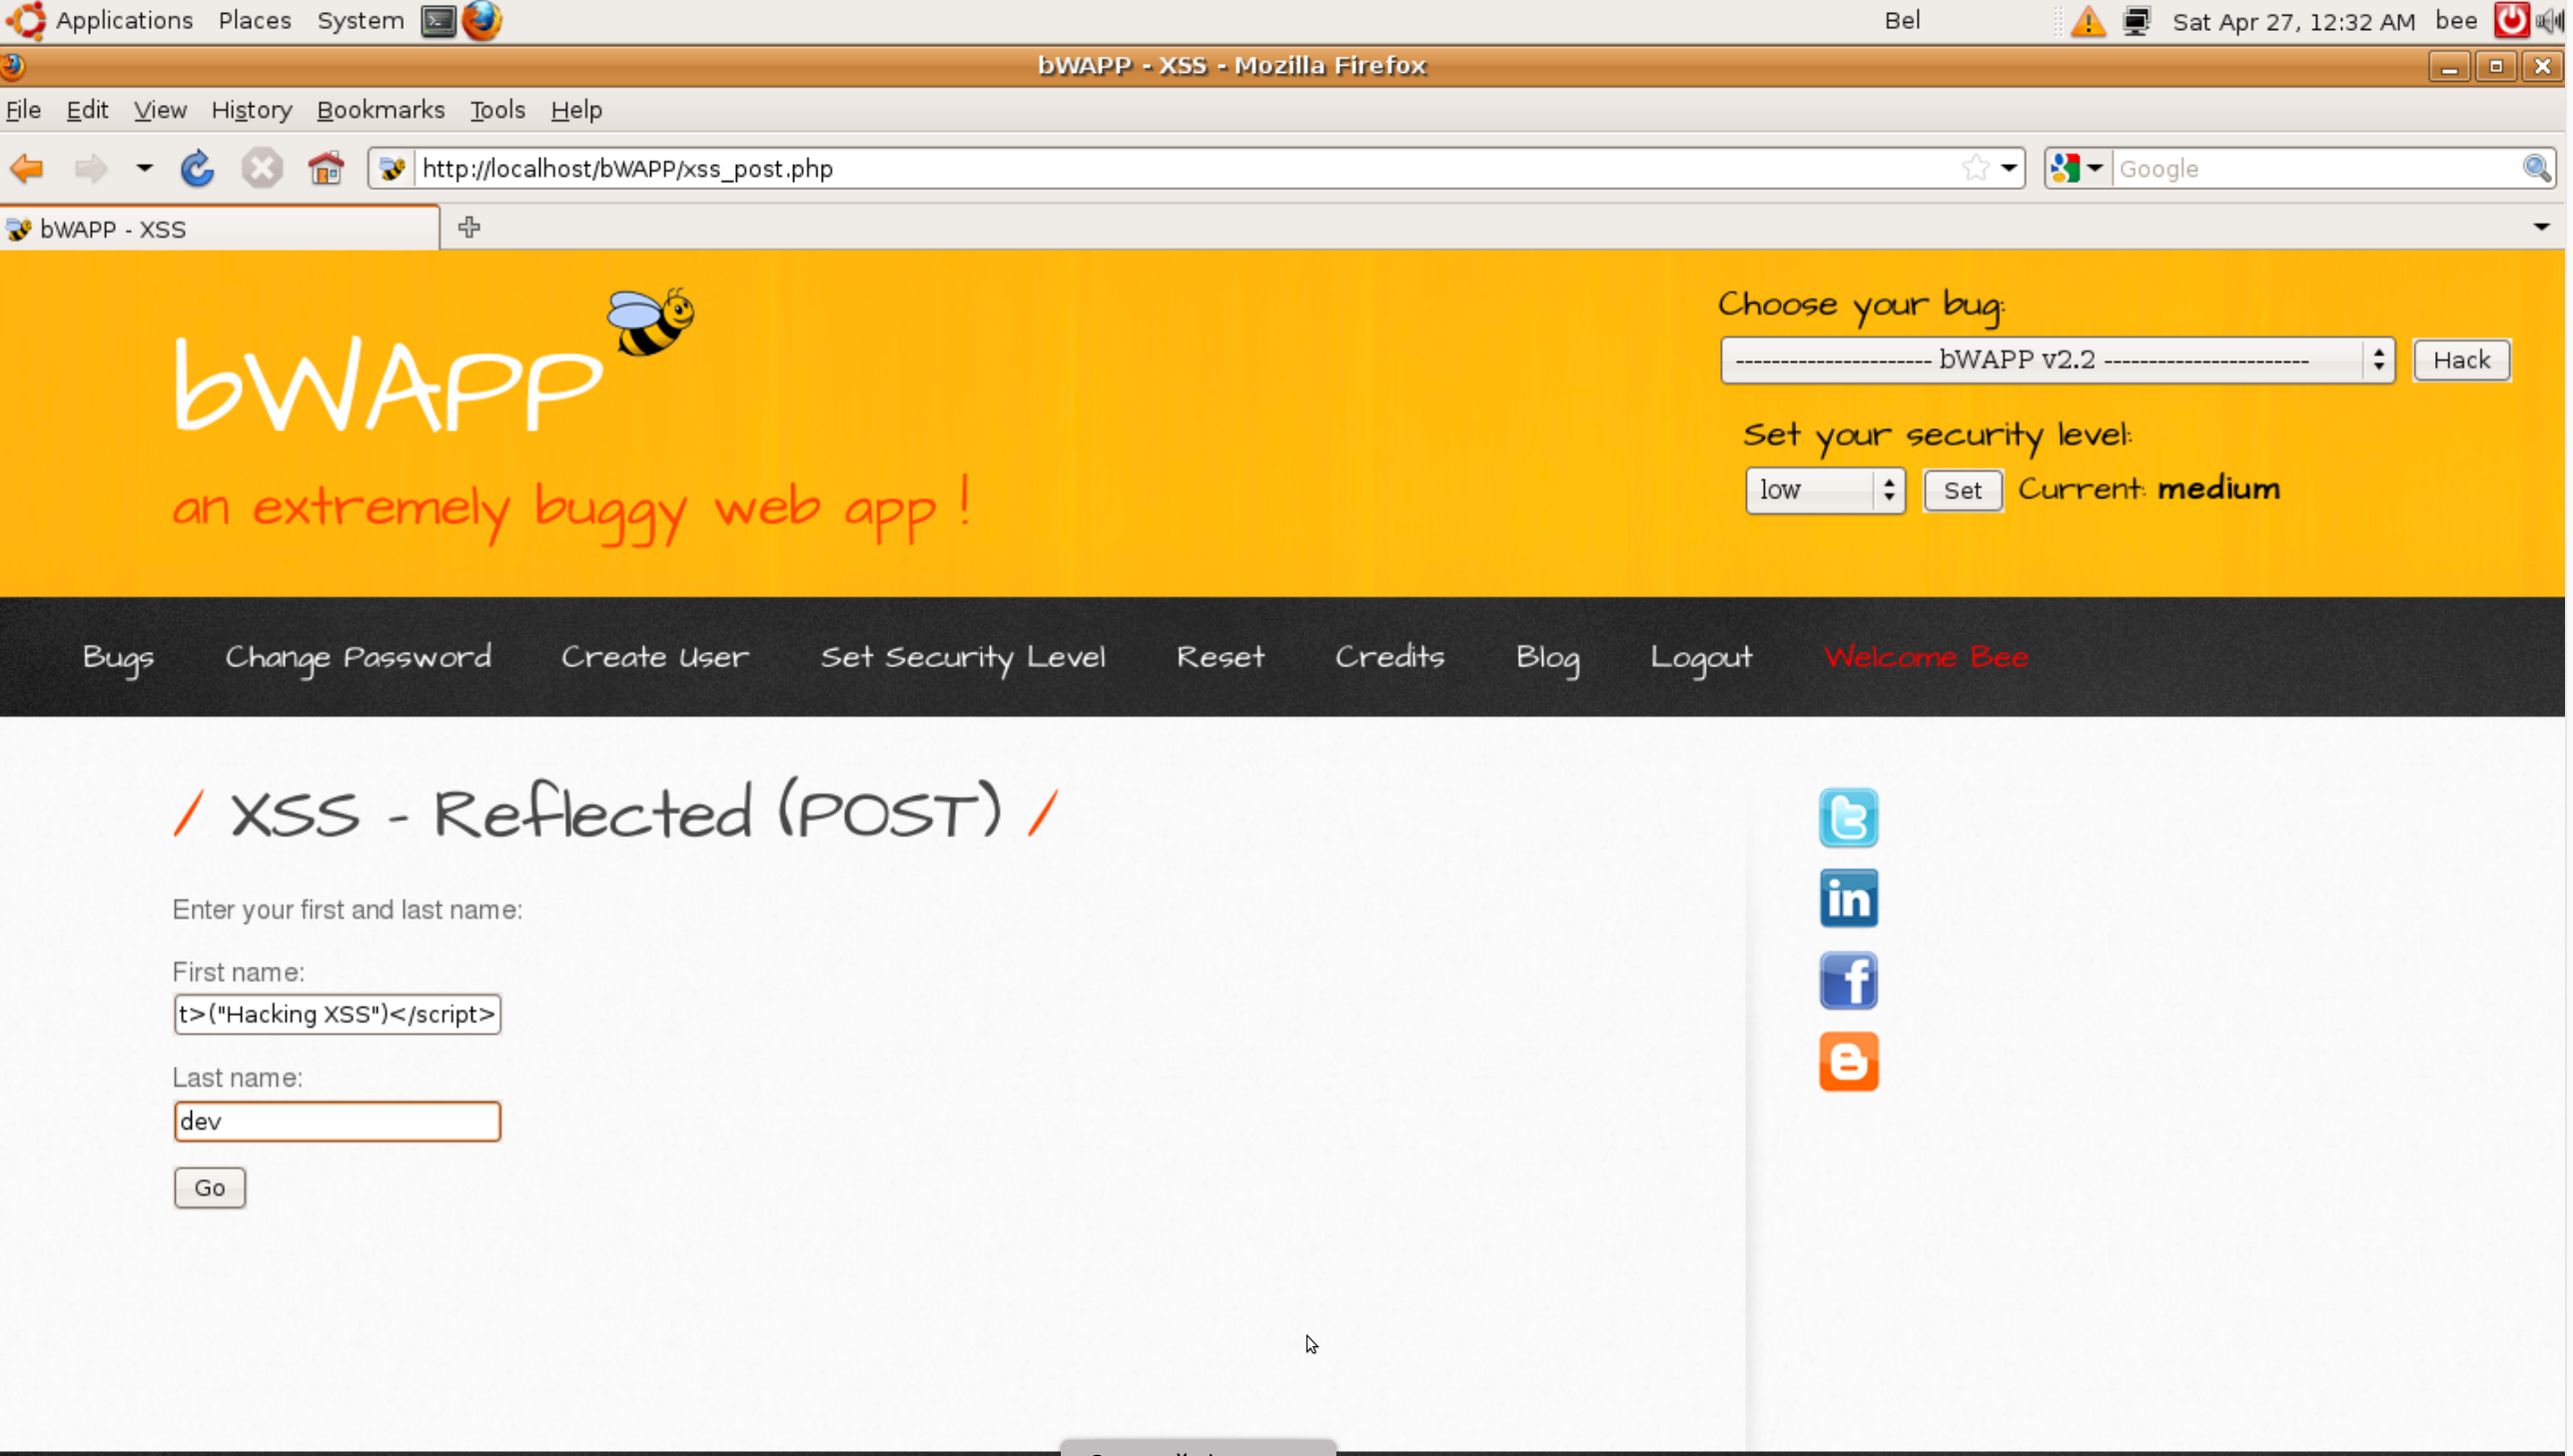 Applications Places System Bel Sat Apr 27, 12:32 AM bee
bWAPP - XSS - Mozilla Firefox
File Edit View History Bookmarks Tools Help
http://localhost/bWAPP/xss_post.php Google
bWAPP - XSS
bWAPP
an extremely buggy web app !
Choose your bug:
---------------------- bWAPP v2.2 ----------------------- Hack
Set your security level:
low Set Current: medium
Bugs Change Password Create User Set Security Level Reset Credits Blog Logout Welcome Bee
/ XSS - Reflected (POST) /
Enter your first and last name:
First name:
t>("Hacking XSS")</script>
Last name:
dev
Go